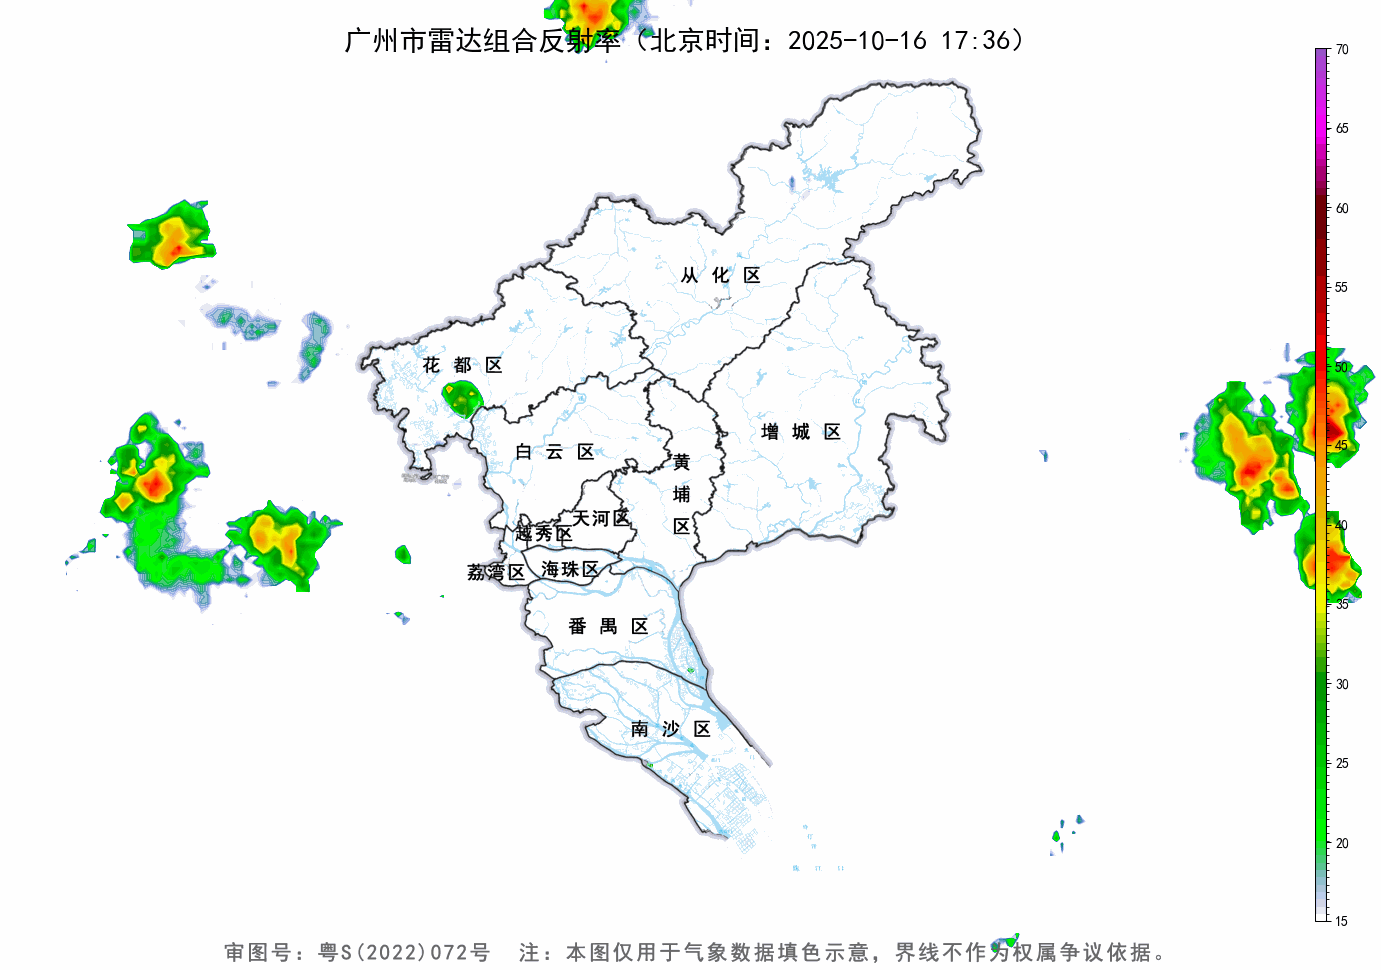 广州市雷达组合反射率（北京时间：2025-10-16 17:36）
70
65
60
从化区
55
花都区
50
增城区
45
白云区
黄埔区
天河区
40
越秀区
海珠区
荔湾区
35
番禺区
30
南沙区
25
20
15
审图号：粤S(2022)072号 注：本图仅用于气象数据填色示意，界线不作为权属争议依据。